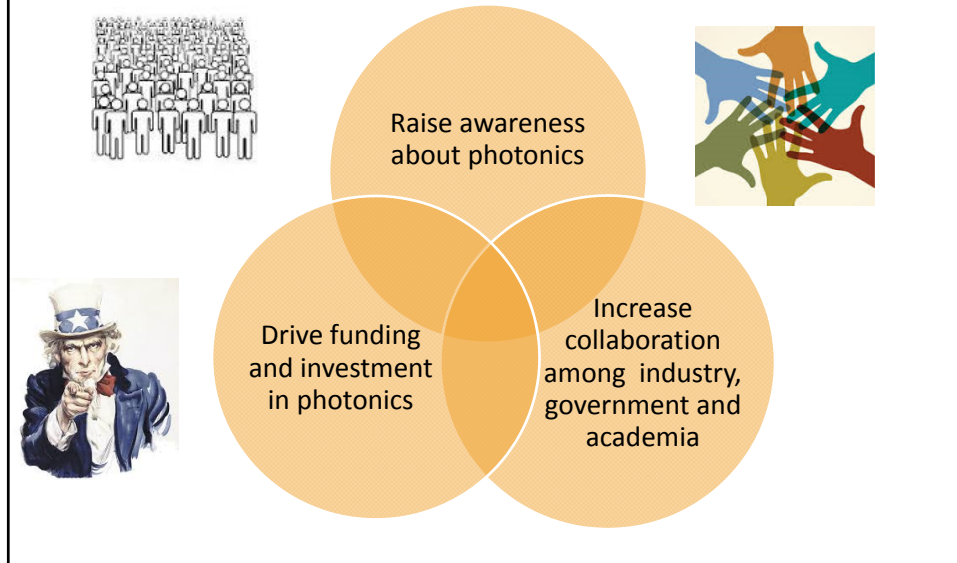 Raise awareness
about photonics
Drive funding
and investment
in photonics
Increase
collaboration
among  industry,
government and
academia